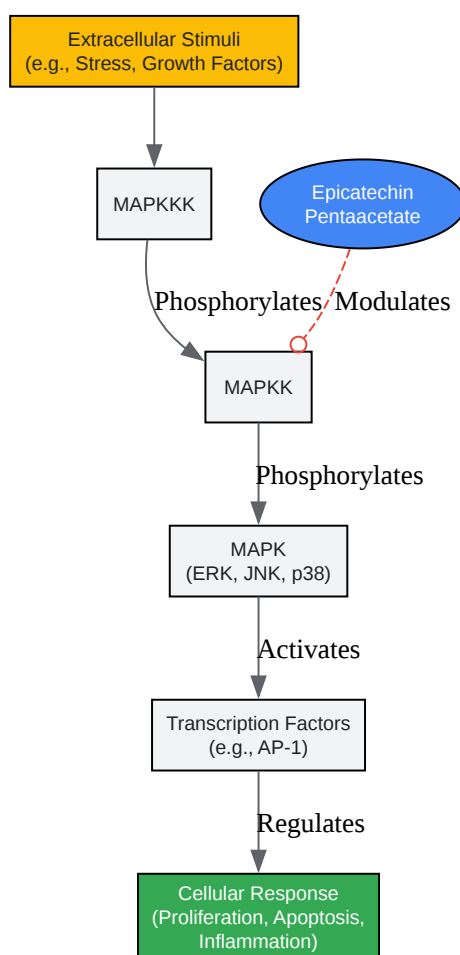 Extracellular Stimuli
(e.g., Stress, Growth Factors)
MAPKKK
Epicatechin
Pentaacetate
Phosphorylates
Modulates
MAPKK
Phosphorylates
MAPK
(ERK, JNK, p38)
Activates
Transcription Factors
(e.g., AP-1)
Regulates
Cellular Response
(Proliferation, Apoptosis,
Inflammation)